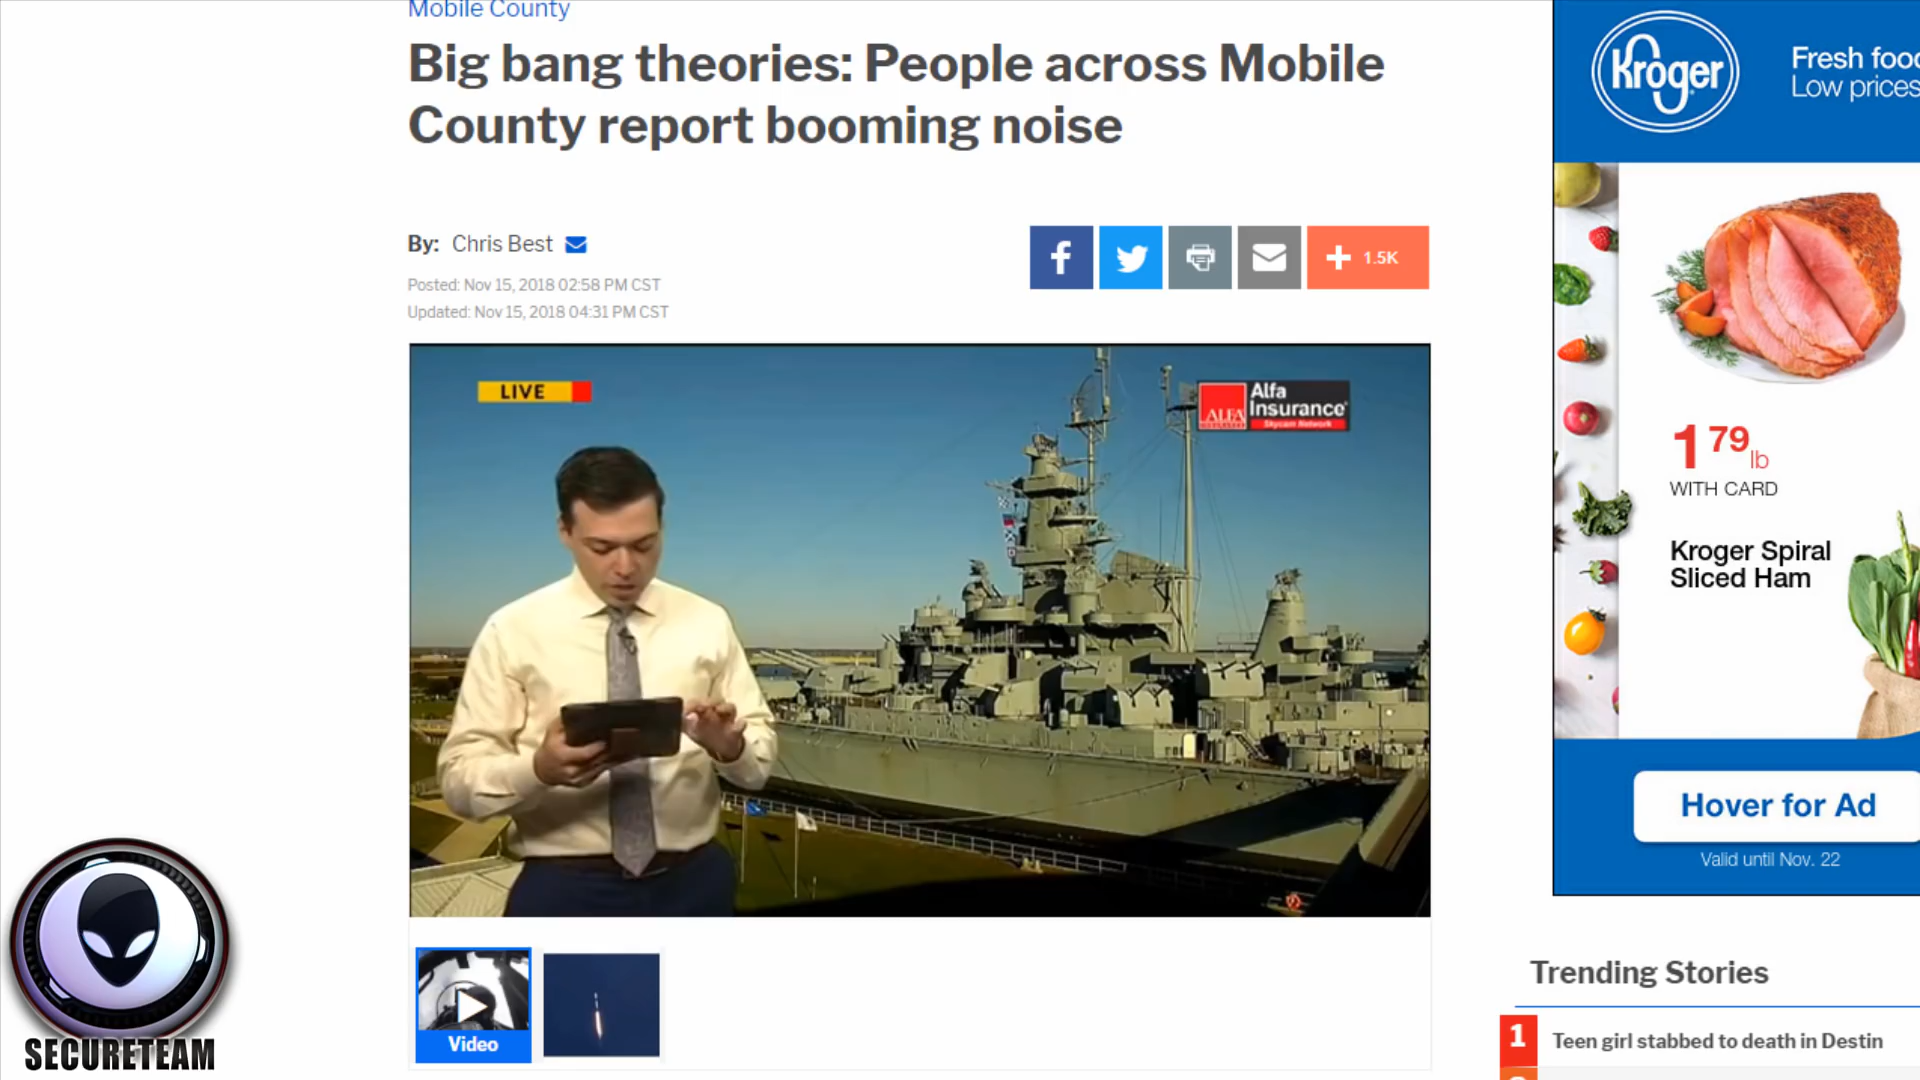 Mobile County
Big bang theories: People across Mobile
County report booming noise
By: Chris Best
Posted: Nov 15, 2018 02:58 PM CST
Updated: Nov 15, 2018 04:31 PM CST
1.5K
LIVE
ALFA
Alfa
Insurance
Skycam Network
Video
SECURETEAM
Kroger
Fresh food
Low prices
1 79 lb
WITH CARD
Kroger Spiral
Sliced Ham
Hover for Ad
Valid until Nov. 22
Trending Stories
1 Teen girl stabbed to death in Destin